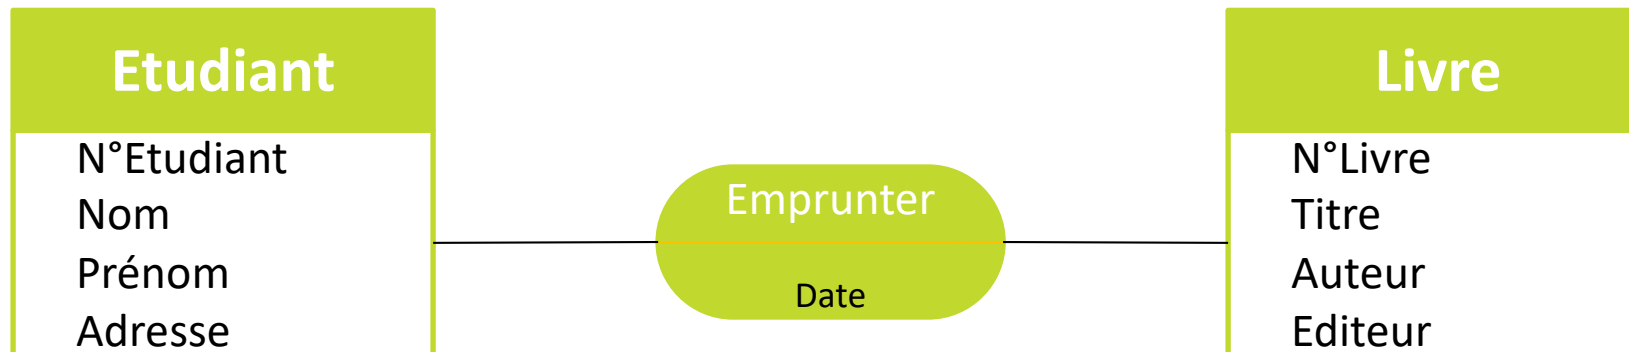 Etudiant
N°Etudiant
Nom
Prénom
Adresse
Emprunter
Date
Livre
N°Livre
Titre
Auteur
Editeur